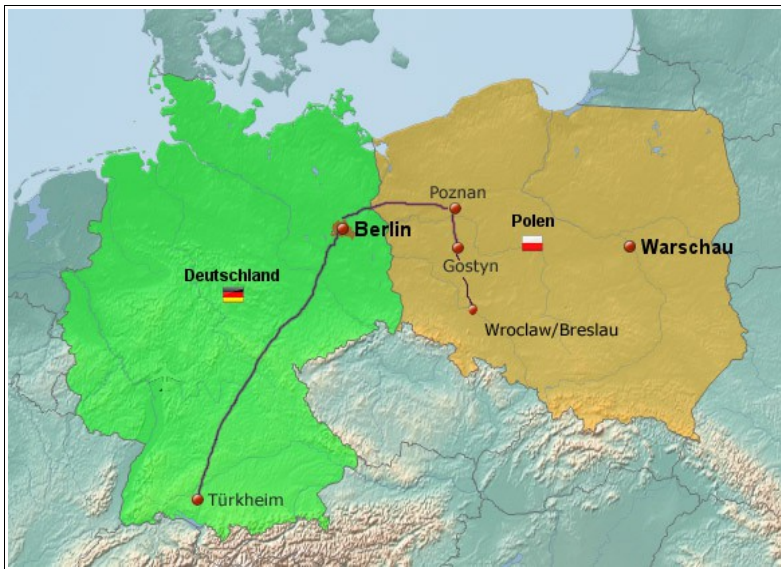 Poznan
Polen
Berlin
Warschau
Gostyn
Deutschland
Wroclaw/Breslau
Türkheim